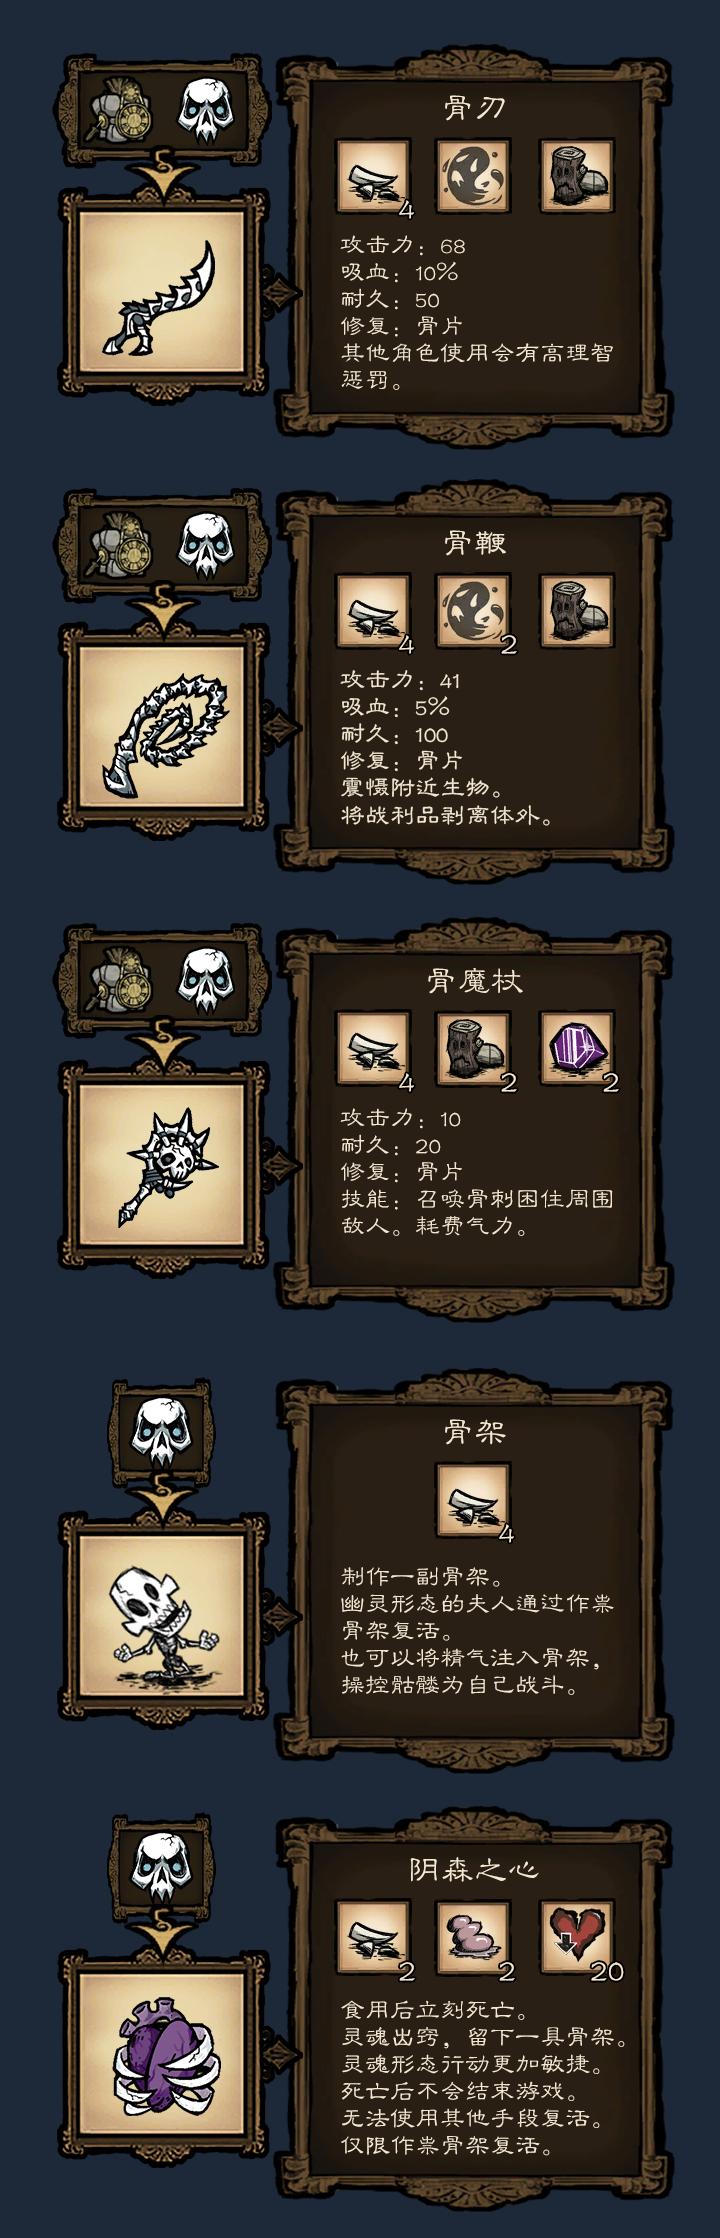 骨刃
4
攻击力：68
吸血：10%
耐久：50
修复：骨片
其他角色使用会有高理智
惩罚。
骨鞭
4
2
攻击力：41
吸血：5%
耐久：100
修复：骨片
震慑附近生物。
将战利品剥离体外。
骨魔杖
4
2
2
攻击力：10
耐久：20
修复：骨片
技能：召唤骨刺困住周围
敌人。耗费气力。
骨架
4
制作一副骨架。
幽灵形态的夫人通过作祟
骨架复活。
也可以将精气注入骨架，
操控骷髅为自己战斗。
阴森之心
2
2
20
食用后立刻死亡。
灵魂出窍，留下一具骨架。
灵魂形态行动更加敏捷。
死亡后不会结束游戏。
无法使用其他手段复活。
仅限作祟骨架复活。